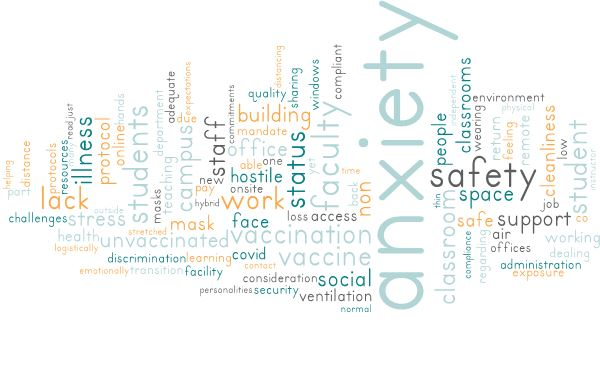 anxiety
safety
faculty
work
lack
students
student
vaccination
vaccine
classroom
classrooms
staff
campus
status
illness
building
office
support
space
social
non
safe
people
protocol
online
stress
unvaccinated
mask
face
hostile
cleanliness
remote
return
feeling
wearing
environment
physical
independent
low
job
instructor
working
dealing
exposure
administration
offices
air
regarding
compliance
thin
access
loss
back
time
yet
one
able
onsite
pay
new
hybrid
masks
teaching
department
adequate
expectations
commitments
mandate
quality
distancing
sharing
windows
compliant
hands
just
read
many
resources
protocols
distance
helping
part
challenges
outside
health
logistically
stretched
emotionally
discrimination
transition
learning
facility
covid
contact
consideration
personalities
security
ventilation
normal